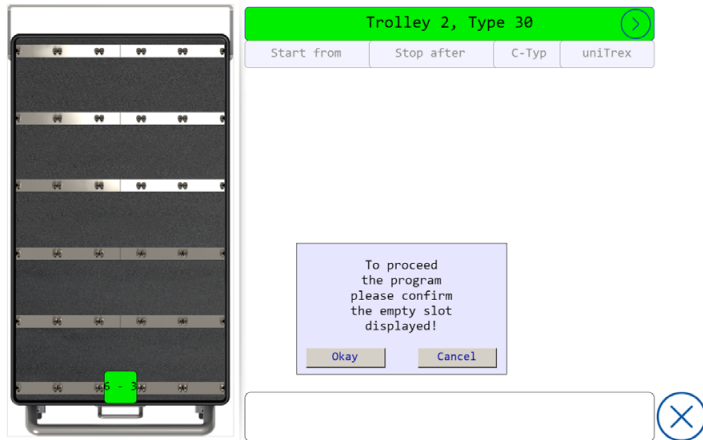 Trolley 2, Type 30
Start from Stop after C-Typ uniTrex
To proceed
the program
please confirm
the empty slot
displayed!
Okay Cancel
6 - 3